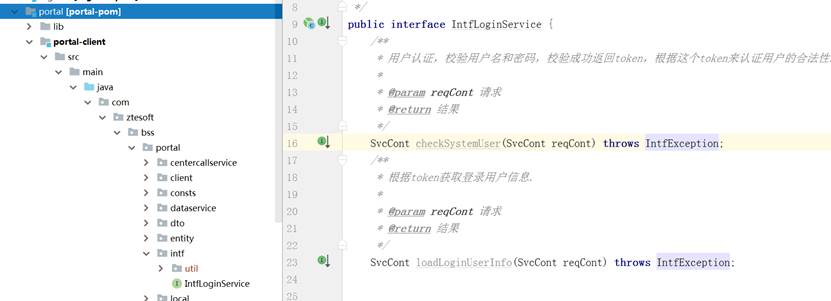 portal [portal-pom]
lib
portal-client
src
main
java
com
ztesoft
bss
portal
centercallservice
client
consts
dataservice
dto
entity
intf
util
IntfLoginService
local
8 */
9 public interface IntfLoginService {
10 /**
11 * 用户认证，校验用户名和密码，校验成功返回token，根据这个token来认证用户的合法性
12 *
13 * @param reqCont 请求
14 * @return 结果
15 */
16 SvcCont checkSystemUser(SvcCont reqCont) throws IntfException;
17 /**
18 * 根据token获取登录用户信息.
19 *
20 * @param reqCont 请求
21 * @return 结果
22 */
23 SvcCont loadLoginUserInfo(SvcCont reqCont) throws IntfException;
24
25